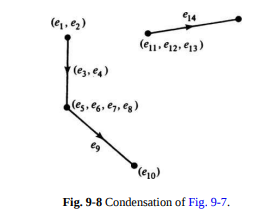 (e₁, e₂)
e₁₄
(e₁₁, e₁₂, e₁₃)
(e₃, e₄)
(e₅, e₆, e₇, e₈)
e₉
(e₁₀)
Fig. 9-8 Condensation of Fig. 9-7.